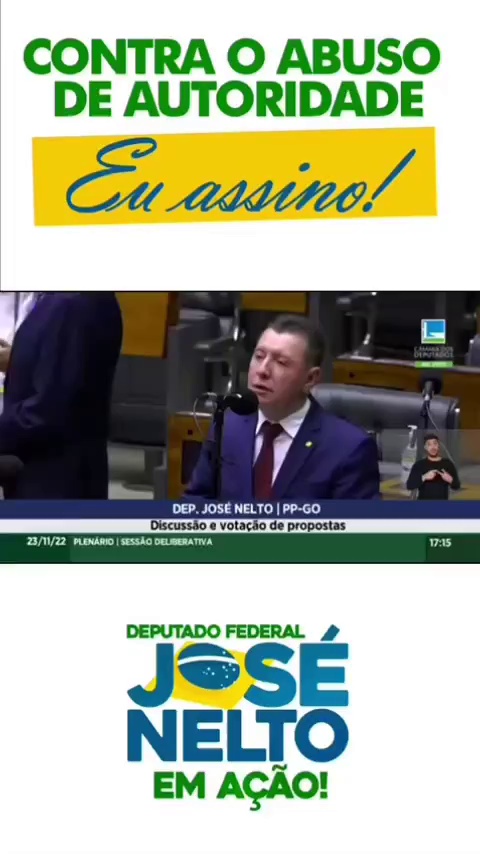 CONTRA O ABUSO
DE AUTORIDADE
Eu assino!
CÂMARA DOS
DEPUTADOS
DEP. JOSÉ NELTO | PP-GO
Discussão e votação de propostas
23/11/22 PLENÁRIO | SESSÃO DELIBERATIVA 17:15
DEPUTADO FEDERAL
JOSÉ
NELTO
EM AÇÃO!